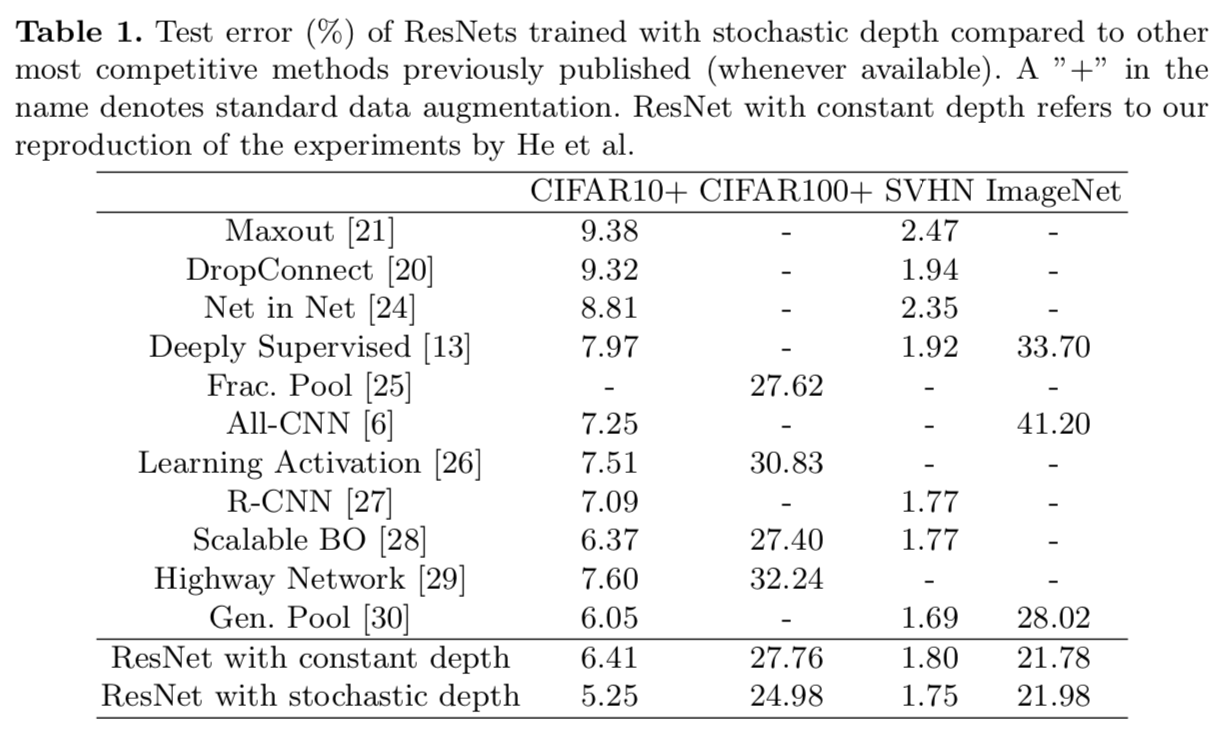 Table 1. Test error (%) of ResNets trained with stochastic depth compared to other
most competitive methods previously published (whenever available). A ”+” in the
name denotes standard data augmentation. ResNet with constant depth refers to our
reproduction of the experiments by He et al.
CIFAR10+ CIFAR100+ SVHN ImageNet
Maxout [21] 9.38 - 2.47 -
DropConnect [20] 9.32 - 1.94 -
Net in Net [24] 8.81 - 2.35 -
Deeply Supervised [13] 7.97 - 1.92 33.70
Frac. Pool [25] - 27.62 - -
All-CNN [6] 7.25 - - 41.20
Learning Activation [26] 7.51 30.83 - -
R-CNN [27] 7.09 - 1.77 -
Scalable BO [28] 6.37 27.40 1.77 -
Highway Network [29] 7.60 32.24 - -
Gen. Pool [30] 6.05 - 1.69 28.02
ResNet with constant depth 6.41 27.76 1.80 21.78
ResNet with stochastic depth 5.25 24.98 1.75 21.98